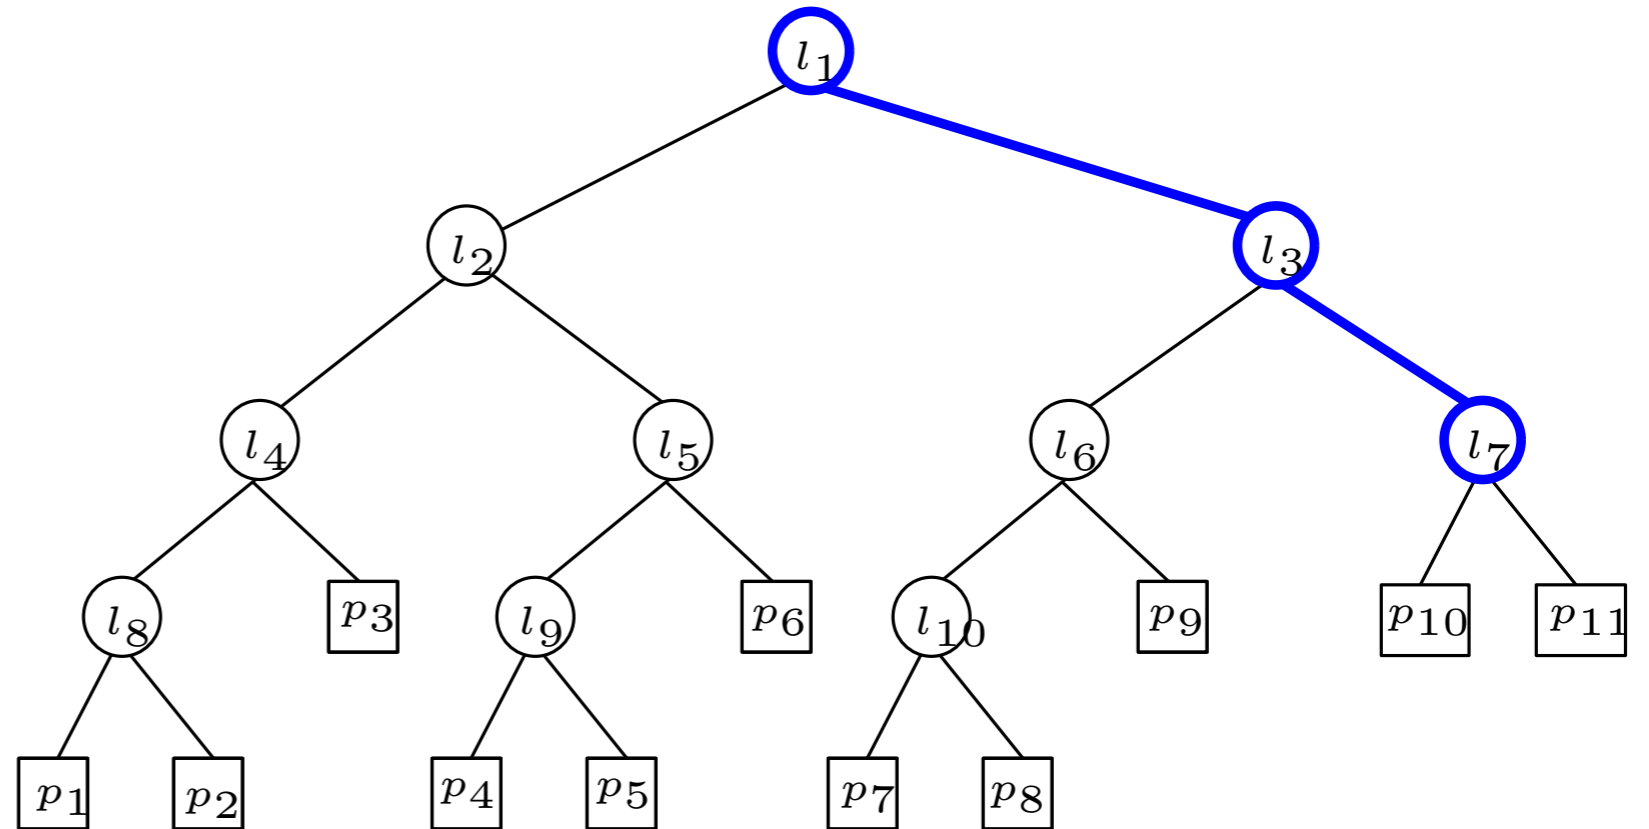 l₁
l₂ l₃
l₄ l₅ l₆ l₇
l₈ p₃ l₉ p₆ l₁₀ p₉ p₁₀ p₁₁
p₁ p₂ p₄ p₅ p₇ p₈